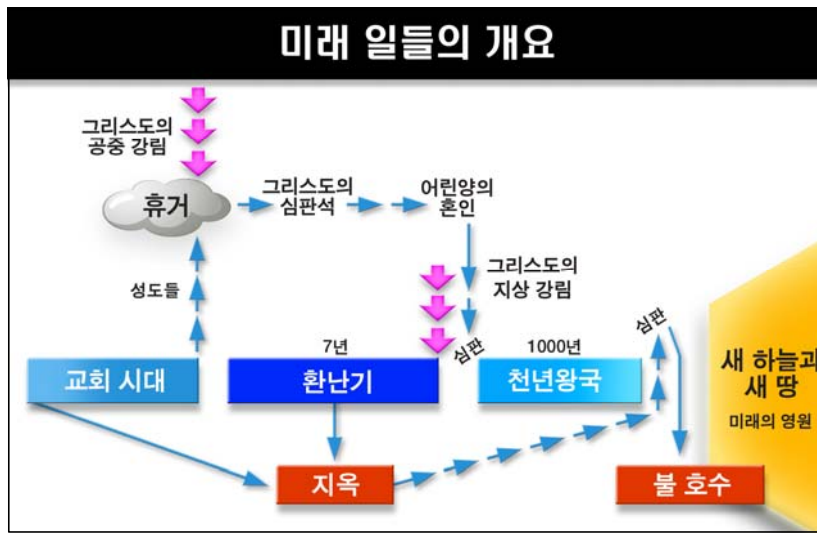 미래 일들의 개요
그리스도의
공중 강림
휴거
그리스도의
심판석
어린양의
혼인
성도들
그리스도의
지상 강림
심판
심판
7년
1000년
교회 시대
환난기
천년왕국
새 하늘과
새 땅
미래의 영원
지옥
불 호수